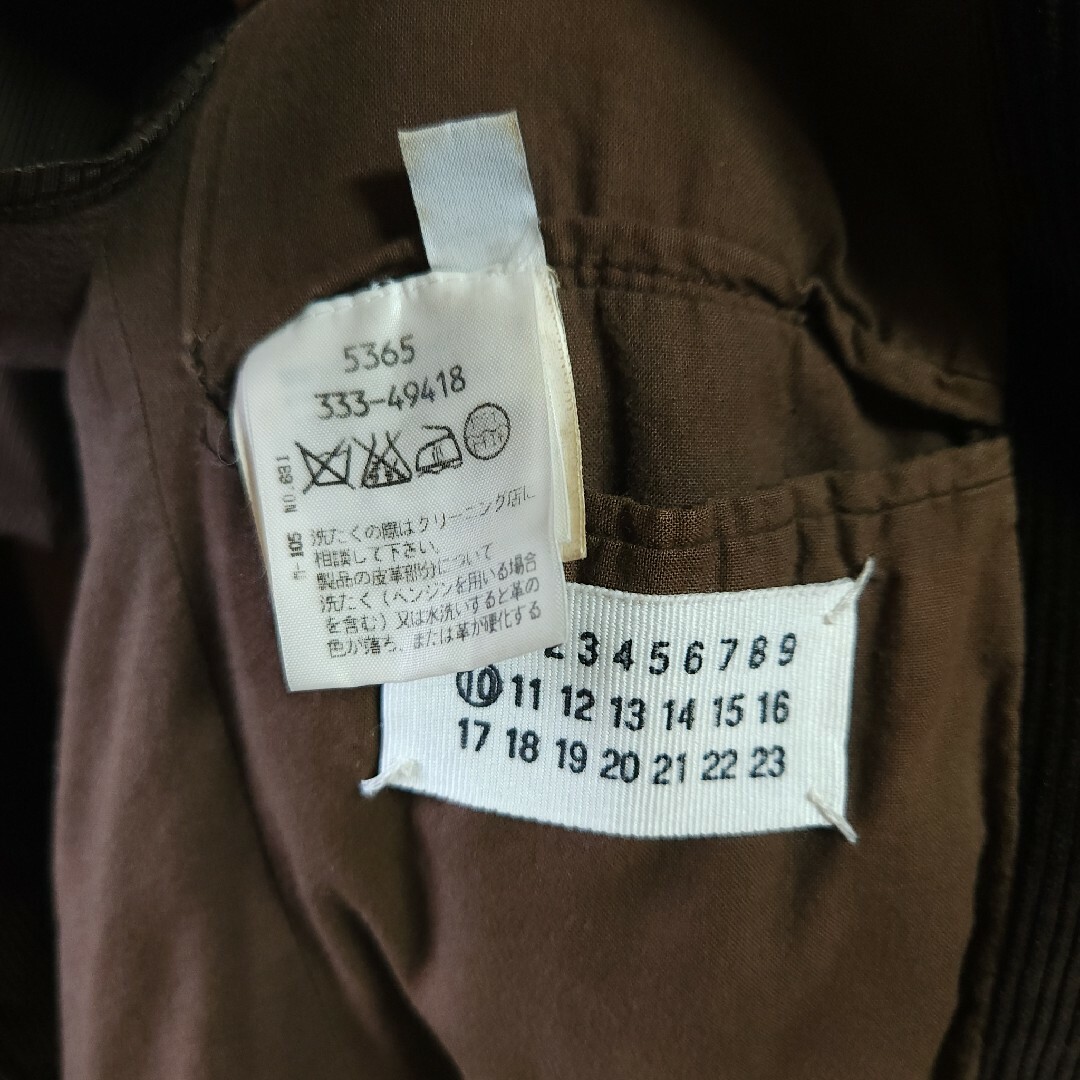 5365
333-49418
NO.631
105
洗たくの際はクリーニング店に
相談して下さい。
製品の皮革部分について
洗たく（ベンジンを用いる場合
を含む）又は水洗いすると革の
色が落ち、または革が硬化する
3 4 5 6 7 8 9
10 11 12 13 14 15 16
17 18 19 20 21 22 23